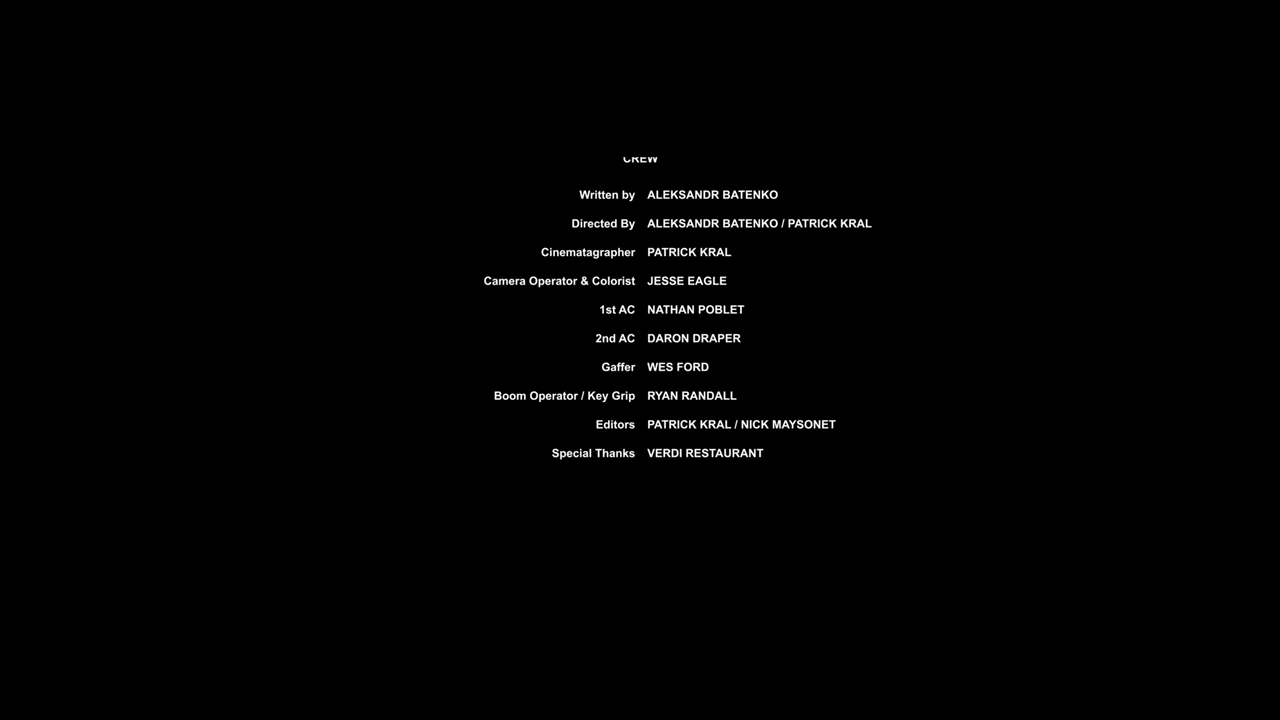 CREW
Written by ALEKSANDR BATENKO
Directed By ALEKSANDR BATENKO / PATRICK KRAL
Cinematagrapher PATRICK KRAL
Camera Operator & Colorist JESSE EAGLE
1st AC NATHAN POBLET
2nd AC DARON DRAPER
Gaffer WES FORD
Boom Operator / Key Grip RYAN RANDALL
Editors PATRICK KRAL / NICK MAYSONET
Special Thanks VERDI RESTAURANT